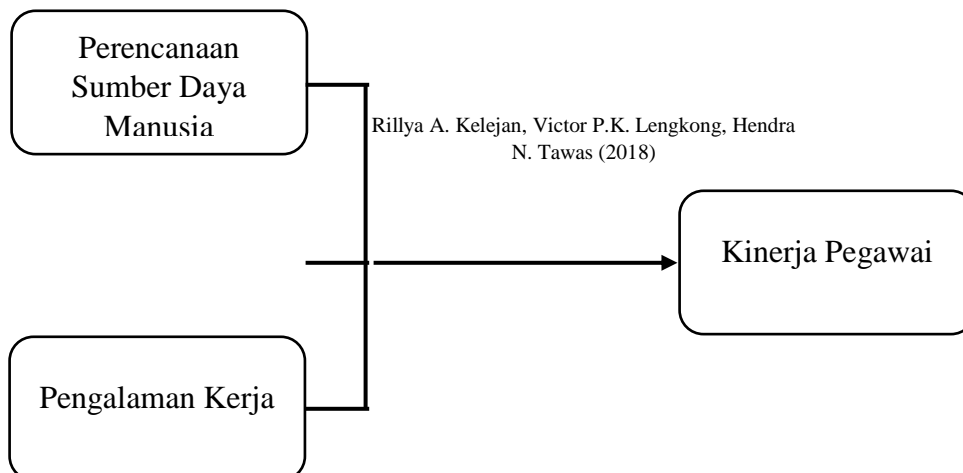 Perencanaan
Sumber Daya
Manusia
Rillya A. Kelejan, Victor P.K. Lengkong, Hendra
N. Tawas (2018)
Kinerja Pegawai
Pengalaman Kerja